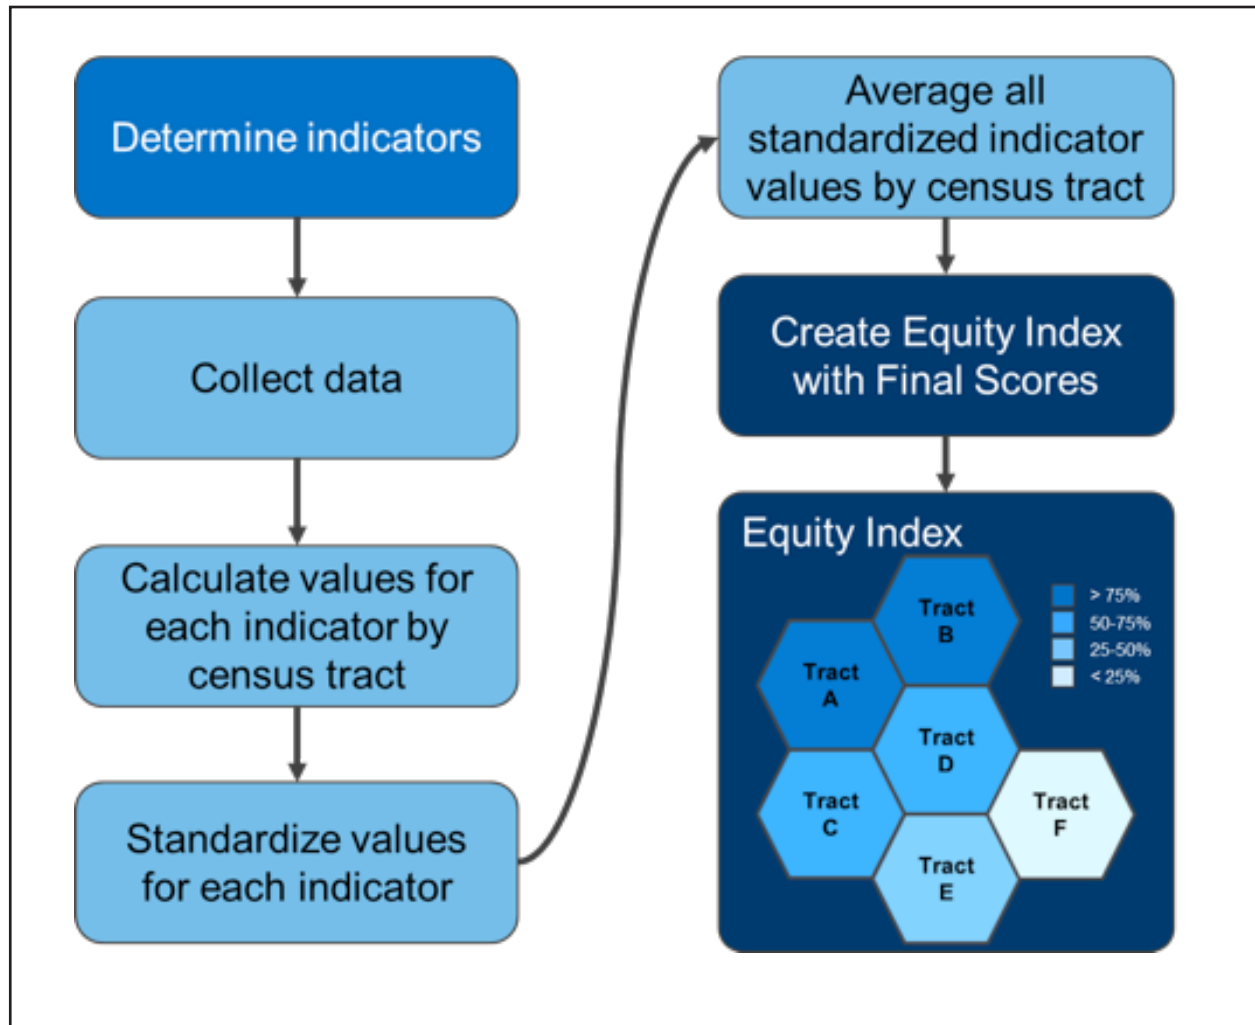 Determine indicators
Collect data
Calculate values for
each indicator by
census tract
Standardize values
for each indicator
Average all
standardized indicator
values by census tract
Create Equity Index
with Final Scores
Equity Index
> 75%
50-75%
25-50%
< 25%
Tract
B
Tract
A
Tract
D
Tract
C
Tract
F
Tract
E